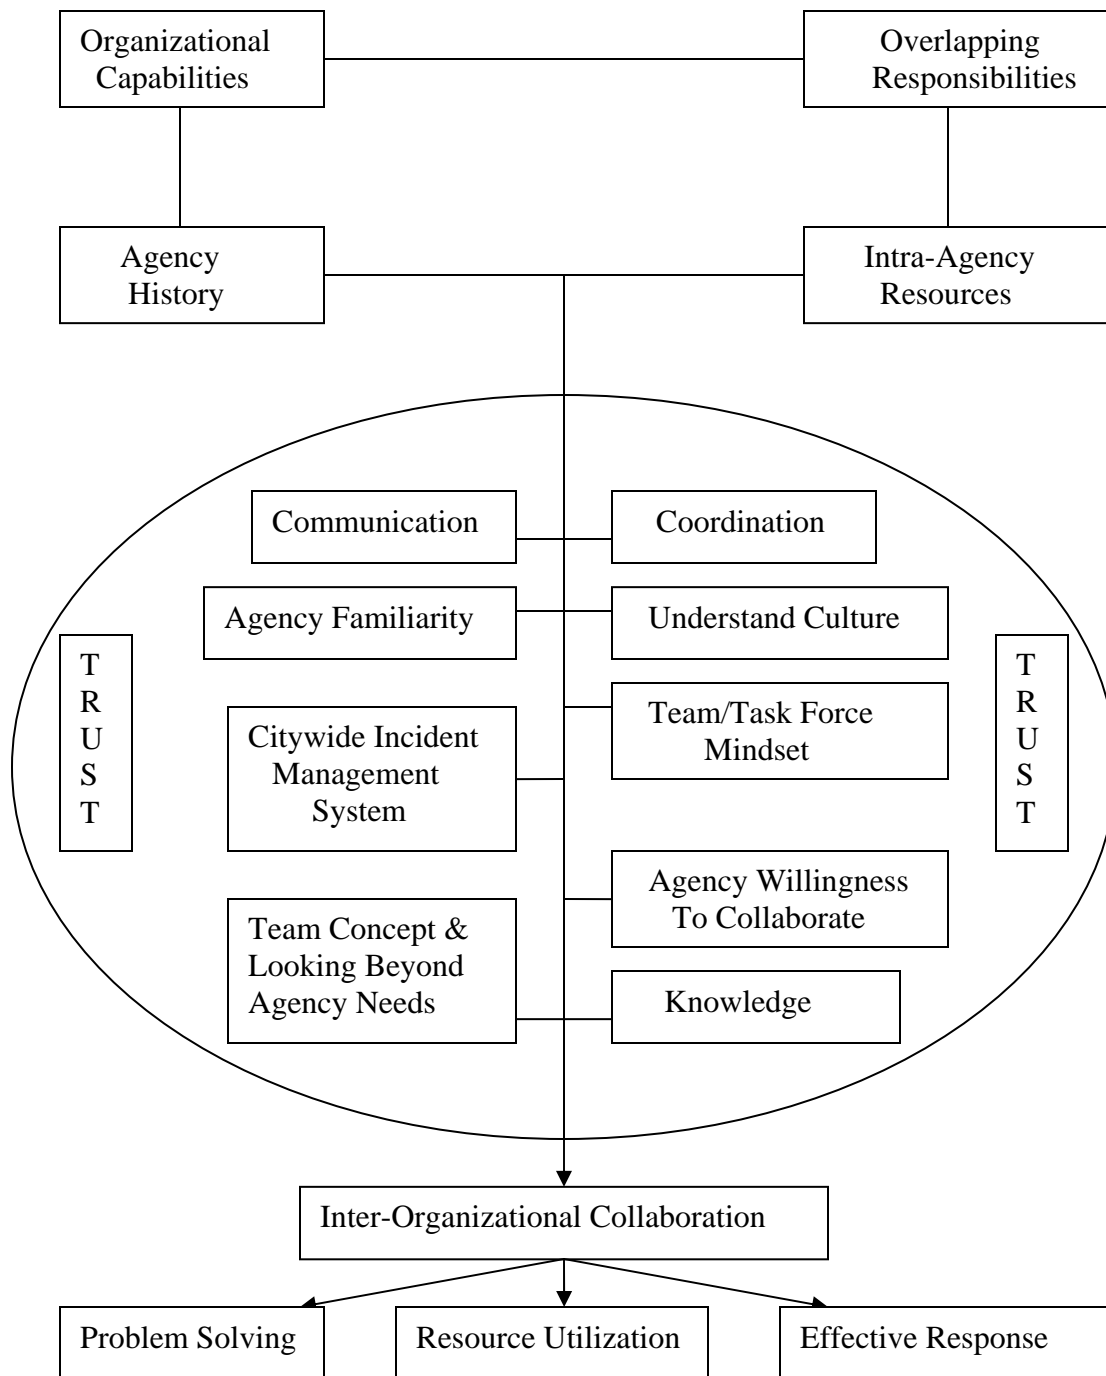 Organizational
Capabilities
Overlapping
Responsibilities
Agency
History
Intra-Agency
Resources
Communication
Coordination
Agency Familiarity
Understand Culture
T
R
U
S
T
Citywide Incident
Management
System
Team/Task Force
Mindset
T
R
U
S
T
Agency Willingness
To Collaborate
Team Concept &
Looking Beyond
Agency Needs
Knowledge
Inter-Organizational Collaboration
Problem Solving
Resource Utilization
Effective Response